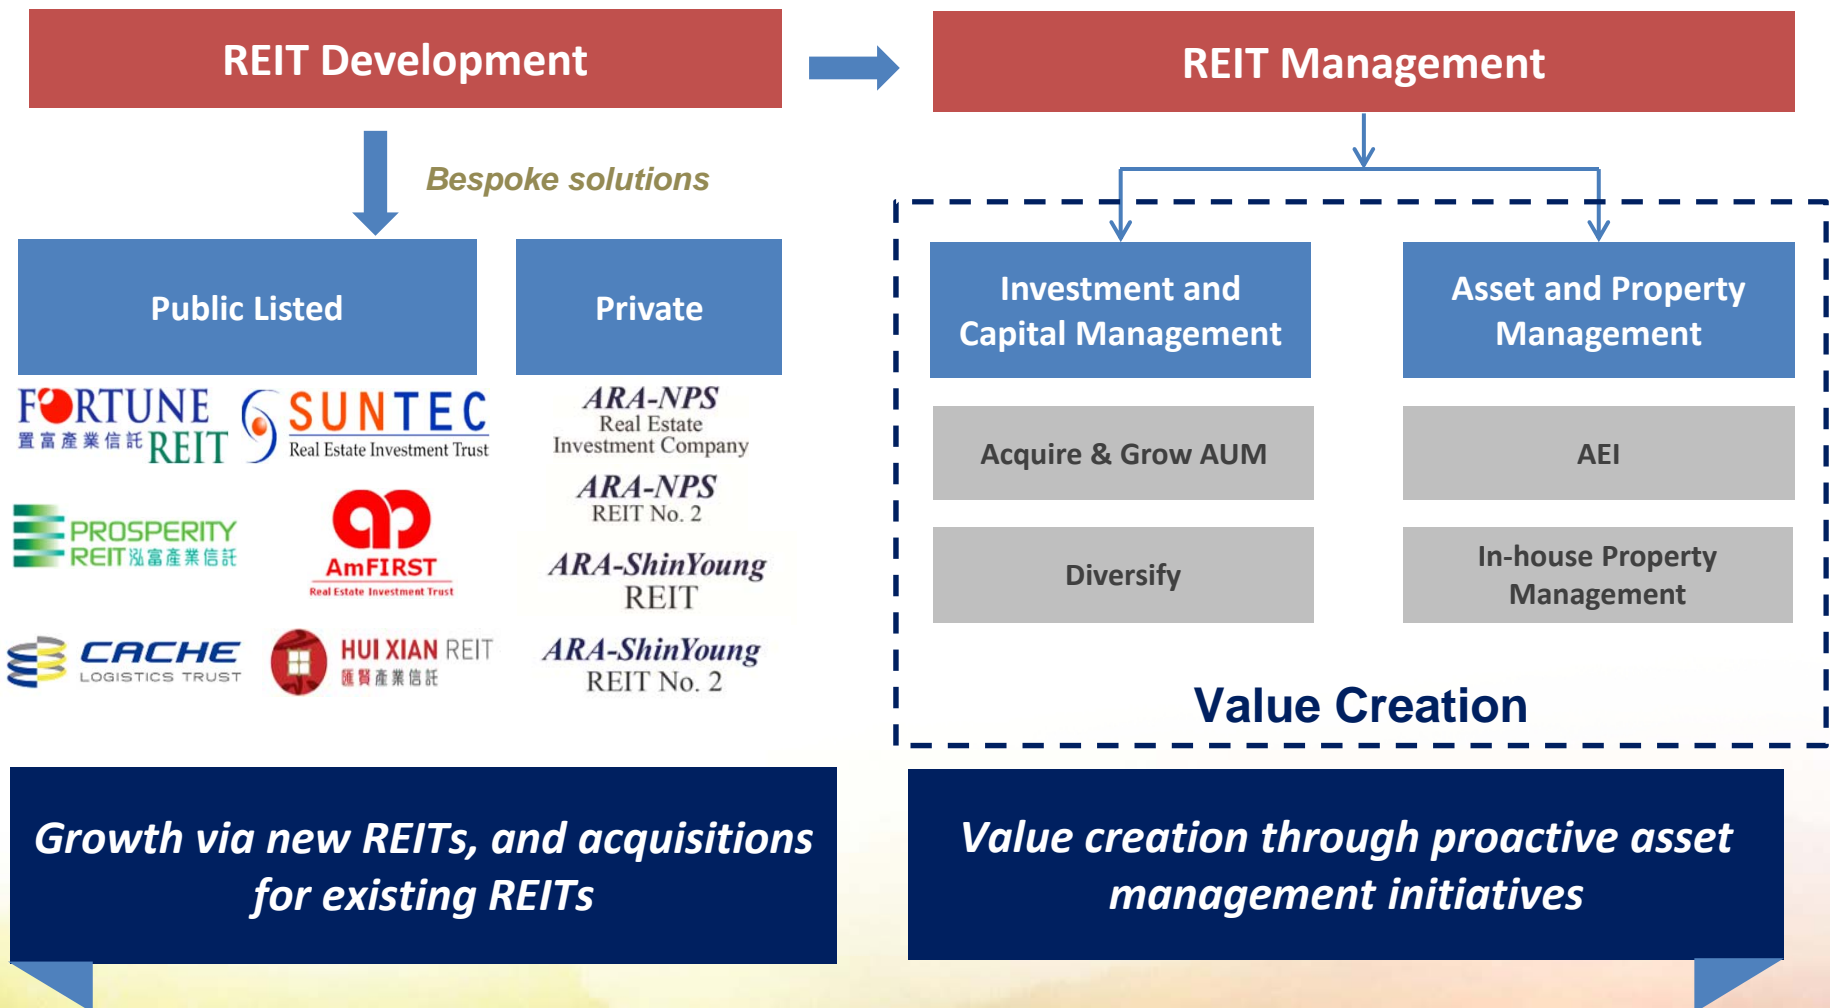 REIT Development
Bespoke solutions
Public Listed
Private
FORTUNE
置富產業信託 REIT
SUNTEC
Real Estate Investment Trust
PROSPERITY
REIT 泓富產業信託
AmFIRST
Real Estate Investment Trust
CACHE
LOGISTICS TRUST
HUI XIAN REIT
匯賢產業信託
ARA-NPS
Real Estate
Investment Company
ARA-NPS
REIT No. 2
ARA-ShinYoung
REIT
ARA-ShinYoung
REIT No. 2
Growth via new REITs, and acquisitions
for existing REITs
REIT Management
Investment and
Capital Management
Acquire & Grow AUM
Diversify
Asset and Property
Management
AEI
In-house Property
Management
Value Creation
Value creation through proactive asset
management initiatives